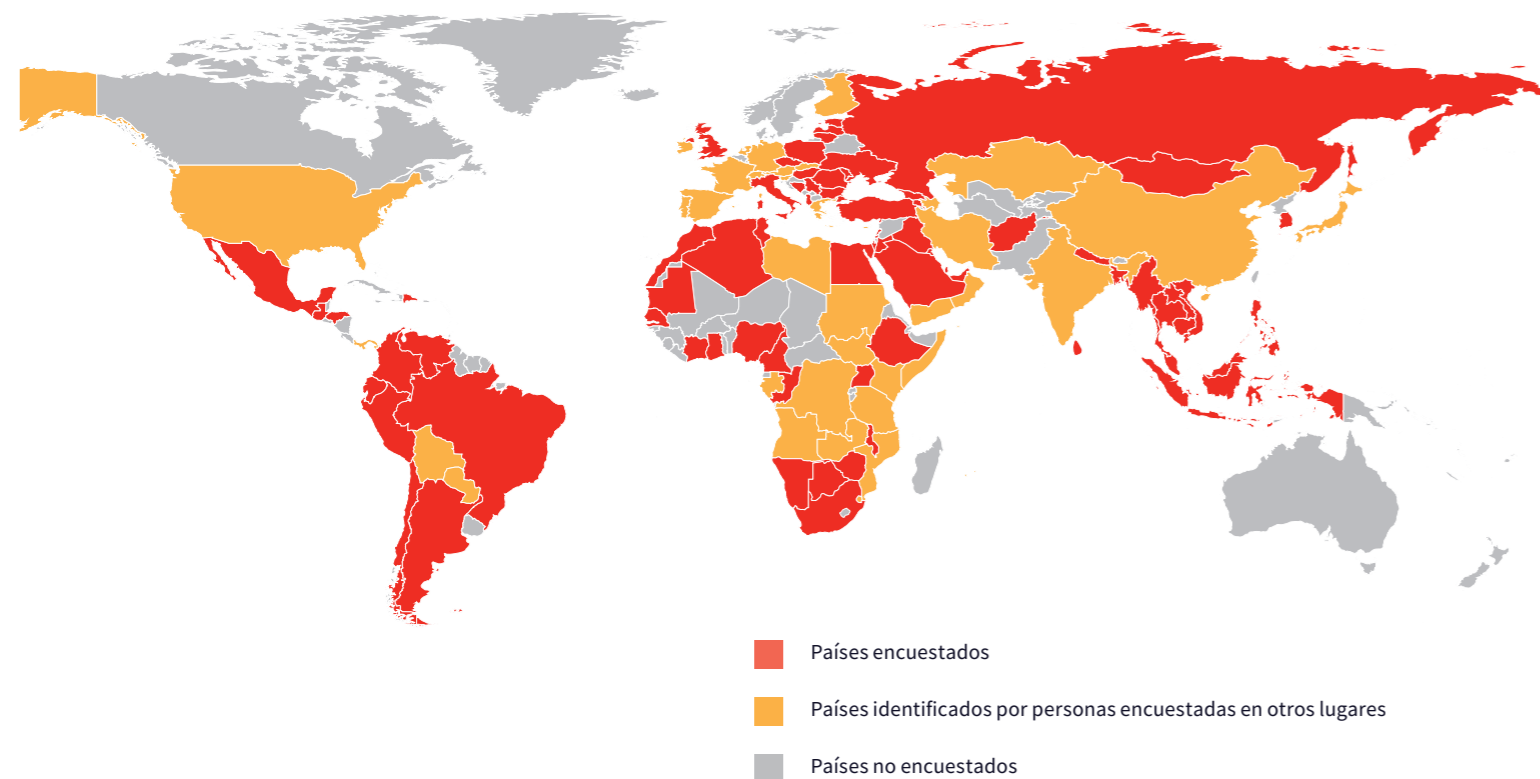 Países encuestados
Países identificados por personas encuestadas en otros lugares
Países no encuestados